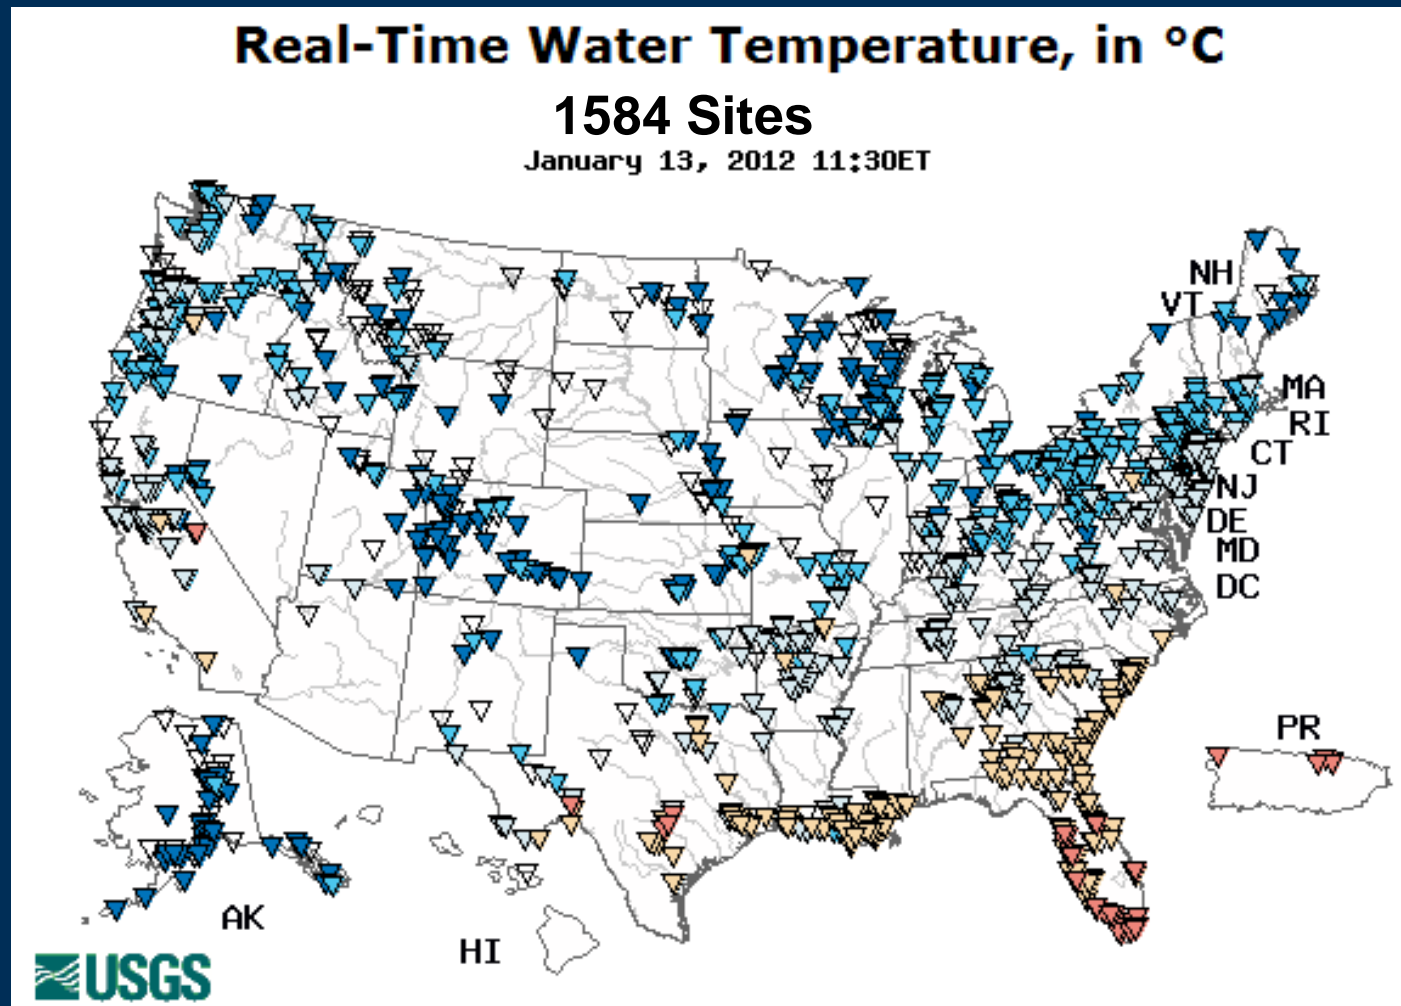 Real-Time Water Temperature, in °C
1584 Sites
January 13, 2012 11:30ET
NH
VT
MA
RI
CT
NJ
DE
MD
DC
PR
AK
HI
USGS